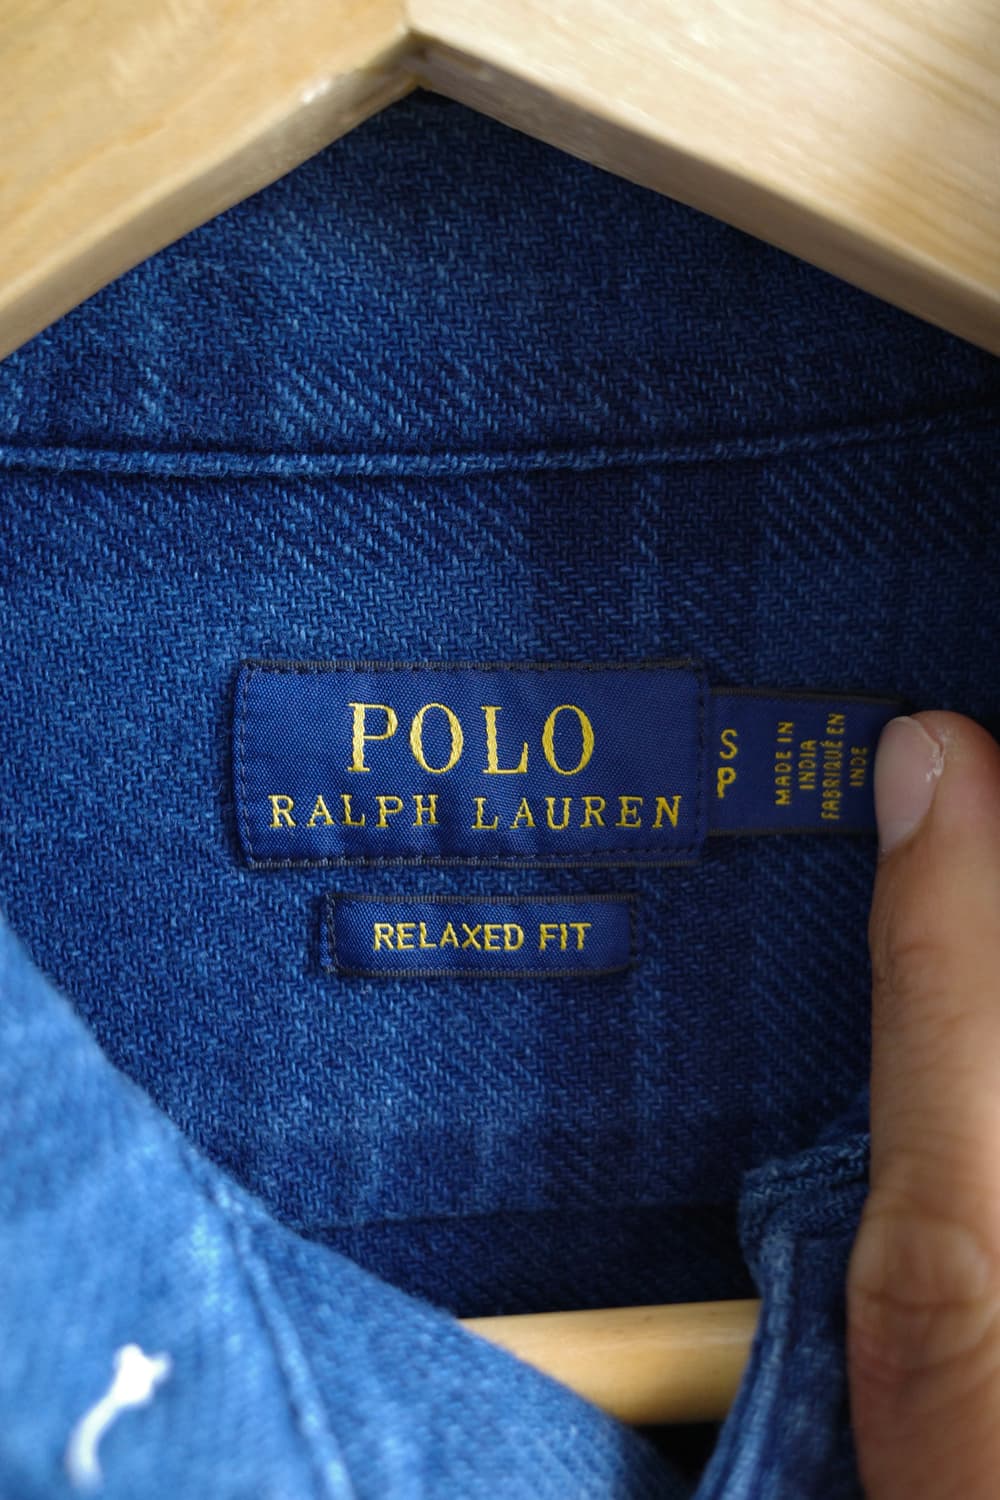 POLO
RALPH LAUREN
S
P
MADE IN
INDIA
FABRIQUÉ EN
INDE
RELAXED FIT